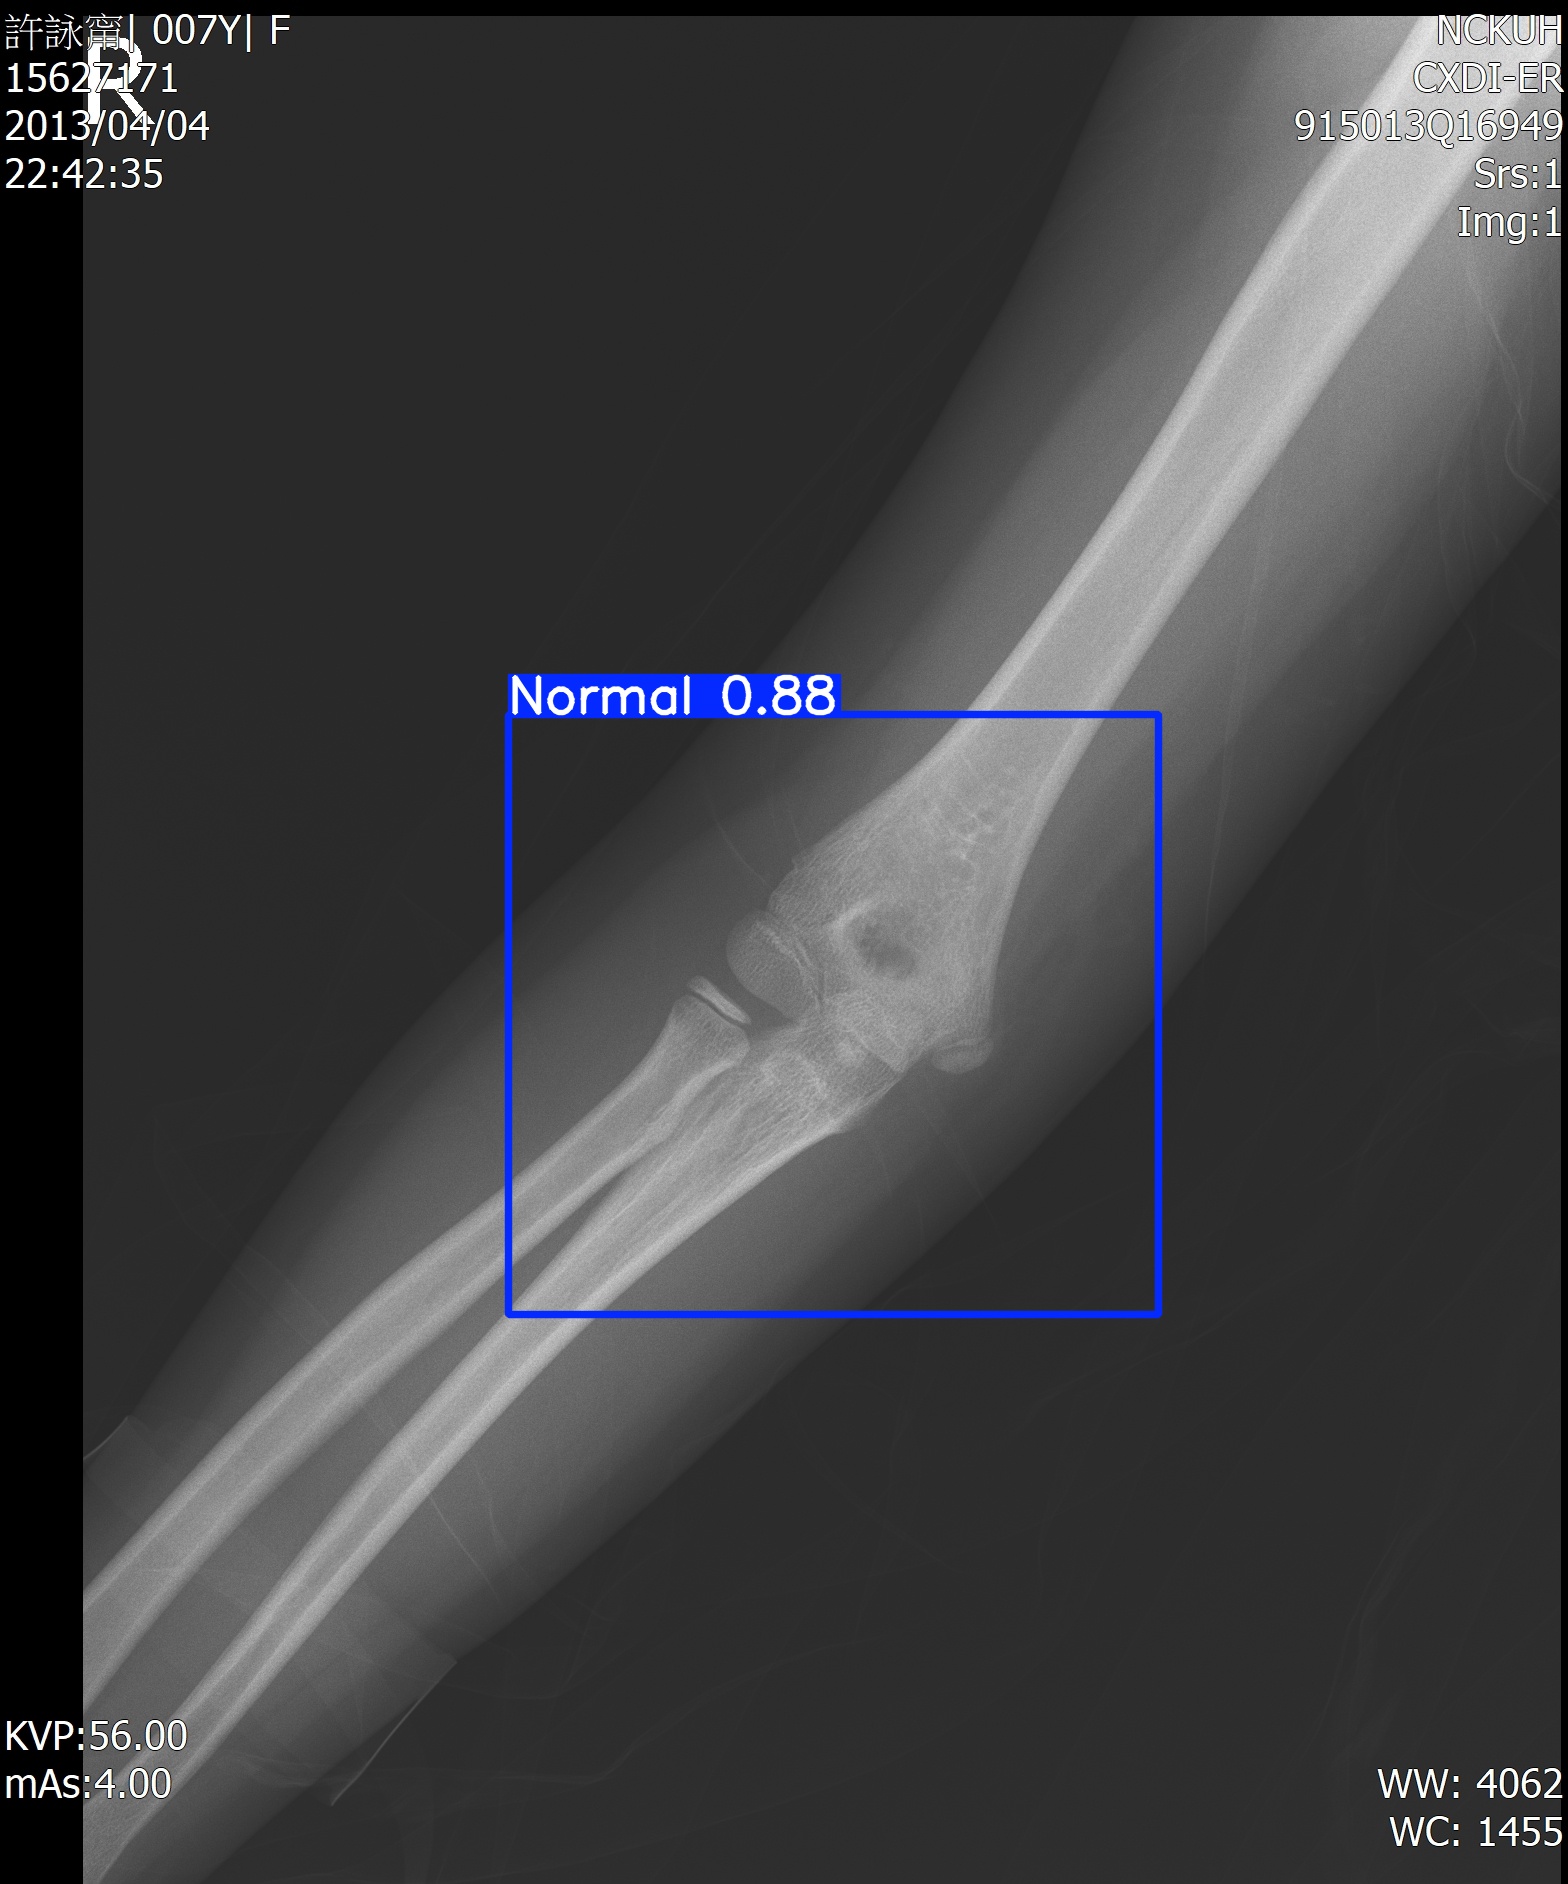 許詠甯| 007Y| F
15627171
2013/04/04
22:42:35
R
NCKUH
CXDI-ER
915013Q16949
Srs:1
Img:1
Normal 0.88
KVP:56.00
mAs:4.00
WW: 4062
WC: 1455